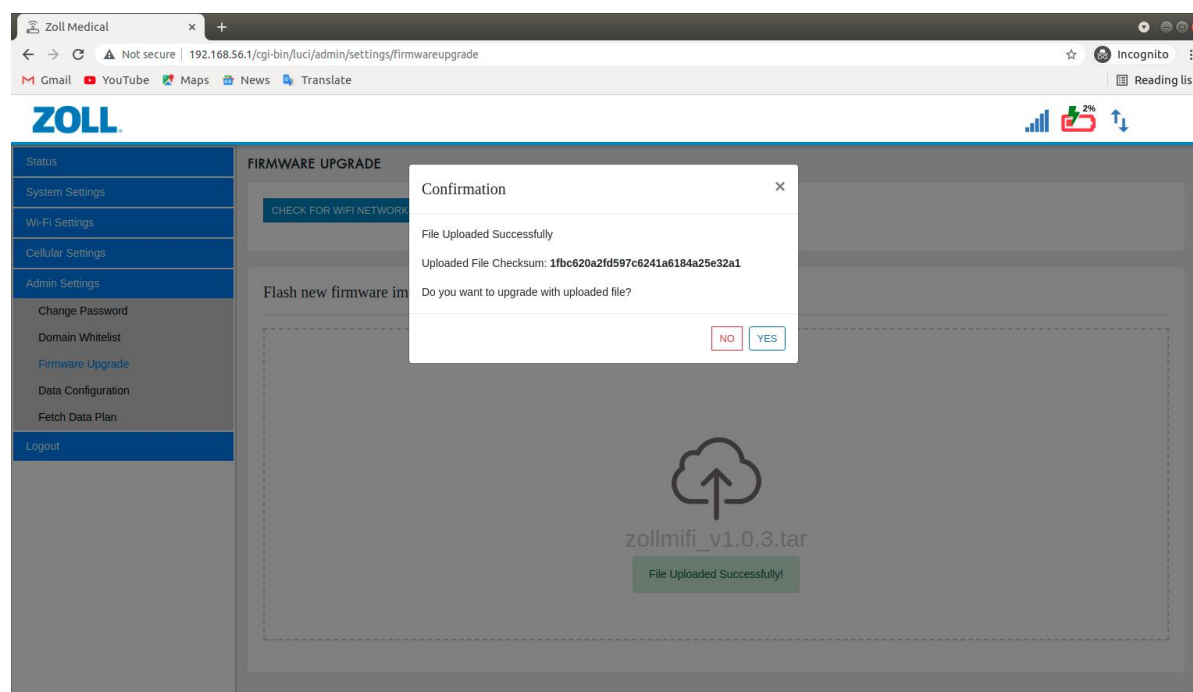 Zoll Medical
Not secure | 192.168.56.1/cgi-bin/luci/admin/settings/firmwareupgrade
Incognito
Gmail YouTube Maps News Translate
Reading lis
ZOLL.
2%
Status
FIRMWARE UPGRADE
System Settings
Confirmation
CHECK FOR WIFI NETWORK
Wi-Fi Settings
File Uploaded Successfully
Cellular Settings
Uploaded File Checksum: 1fbc620a2fd597c6241a6184a25e32a1
Admin Settings
Flash new firmware im
Do you want to upgrade with uploaded file?
Change Password
Domain Whitelist
NO YES
Firmware Upgrade
Data Configuration
Fetch Data Plan
Logout
zollmifi_v1.0.3.tar
File Uploaded Successfully!